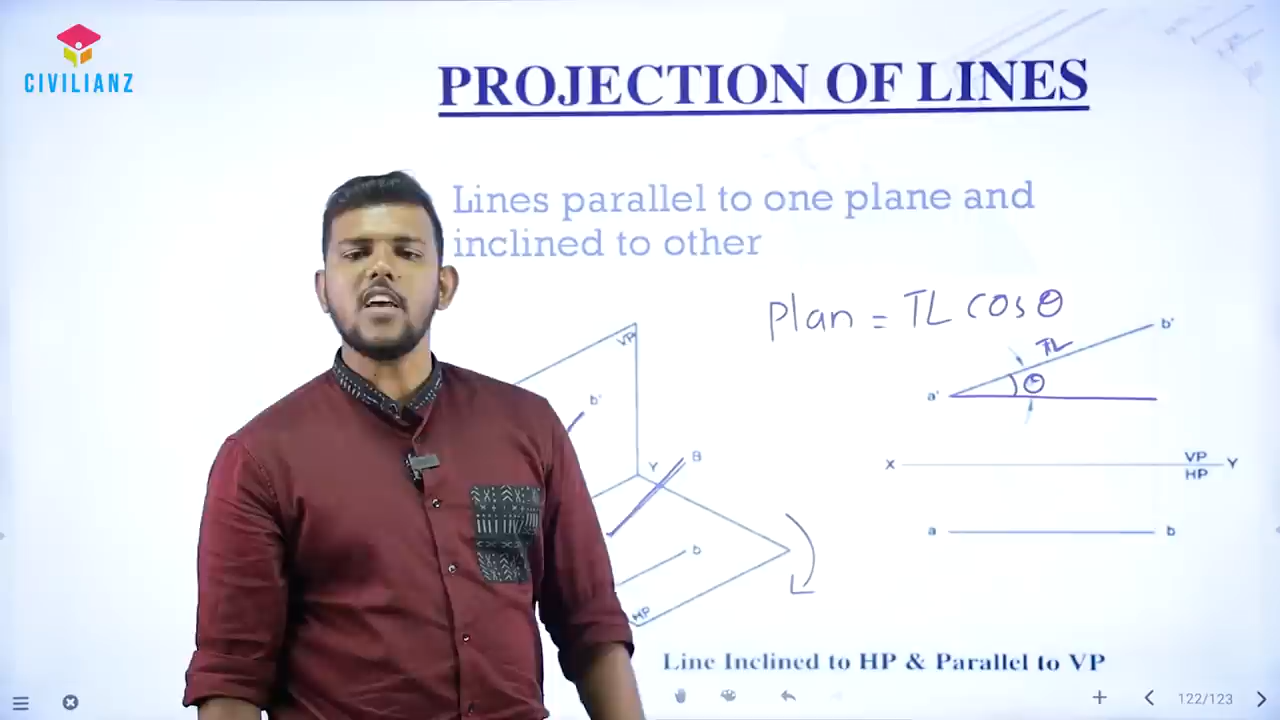 CIVILIANZ
PROJECTION OF LINES
Lines parallel to one plane and
inclined to other
Plan = TL cosθ
VP
b'
TL
b'
θ
a'
B
Y
X
VP
Y
HP
a
b
b
HP
Line Inclined to HP & Parallel to VP
122/123